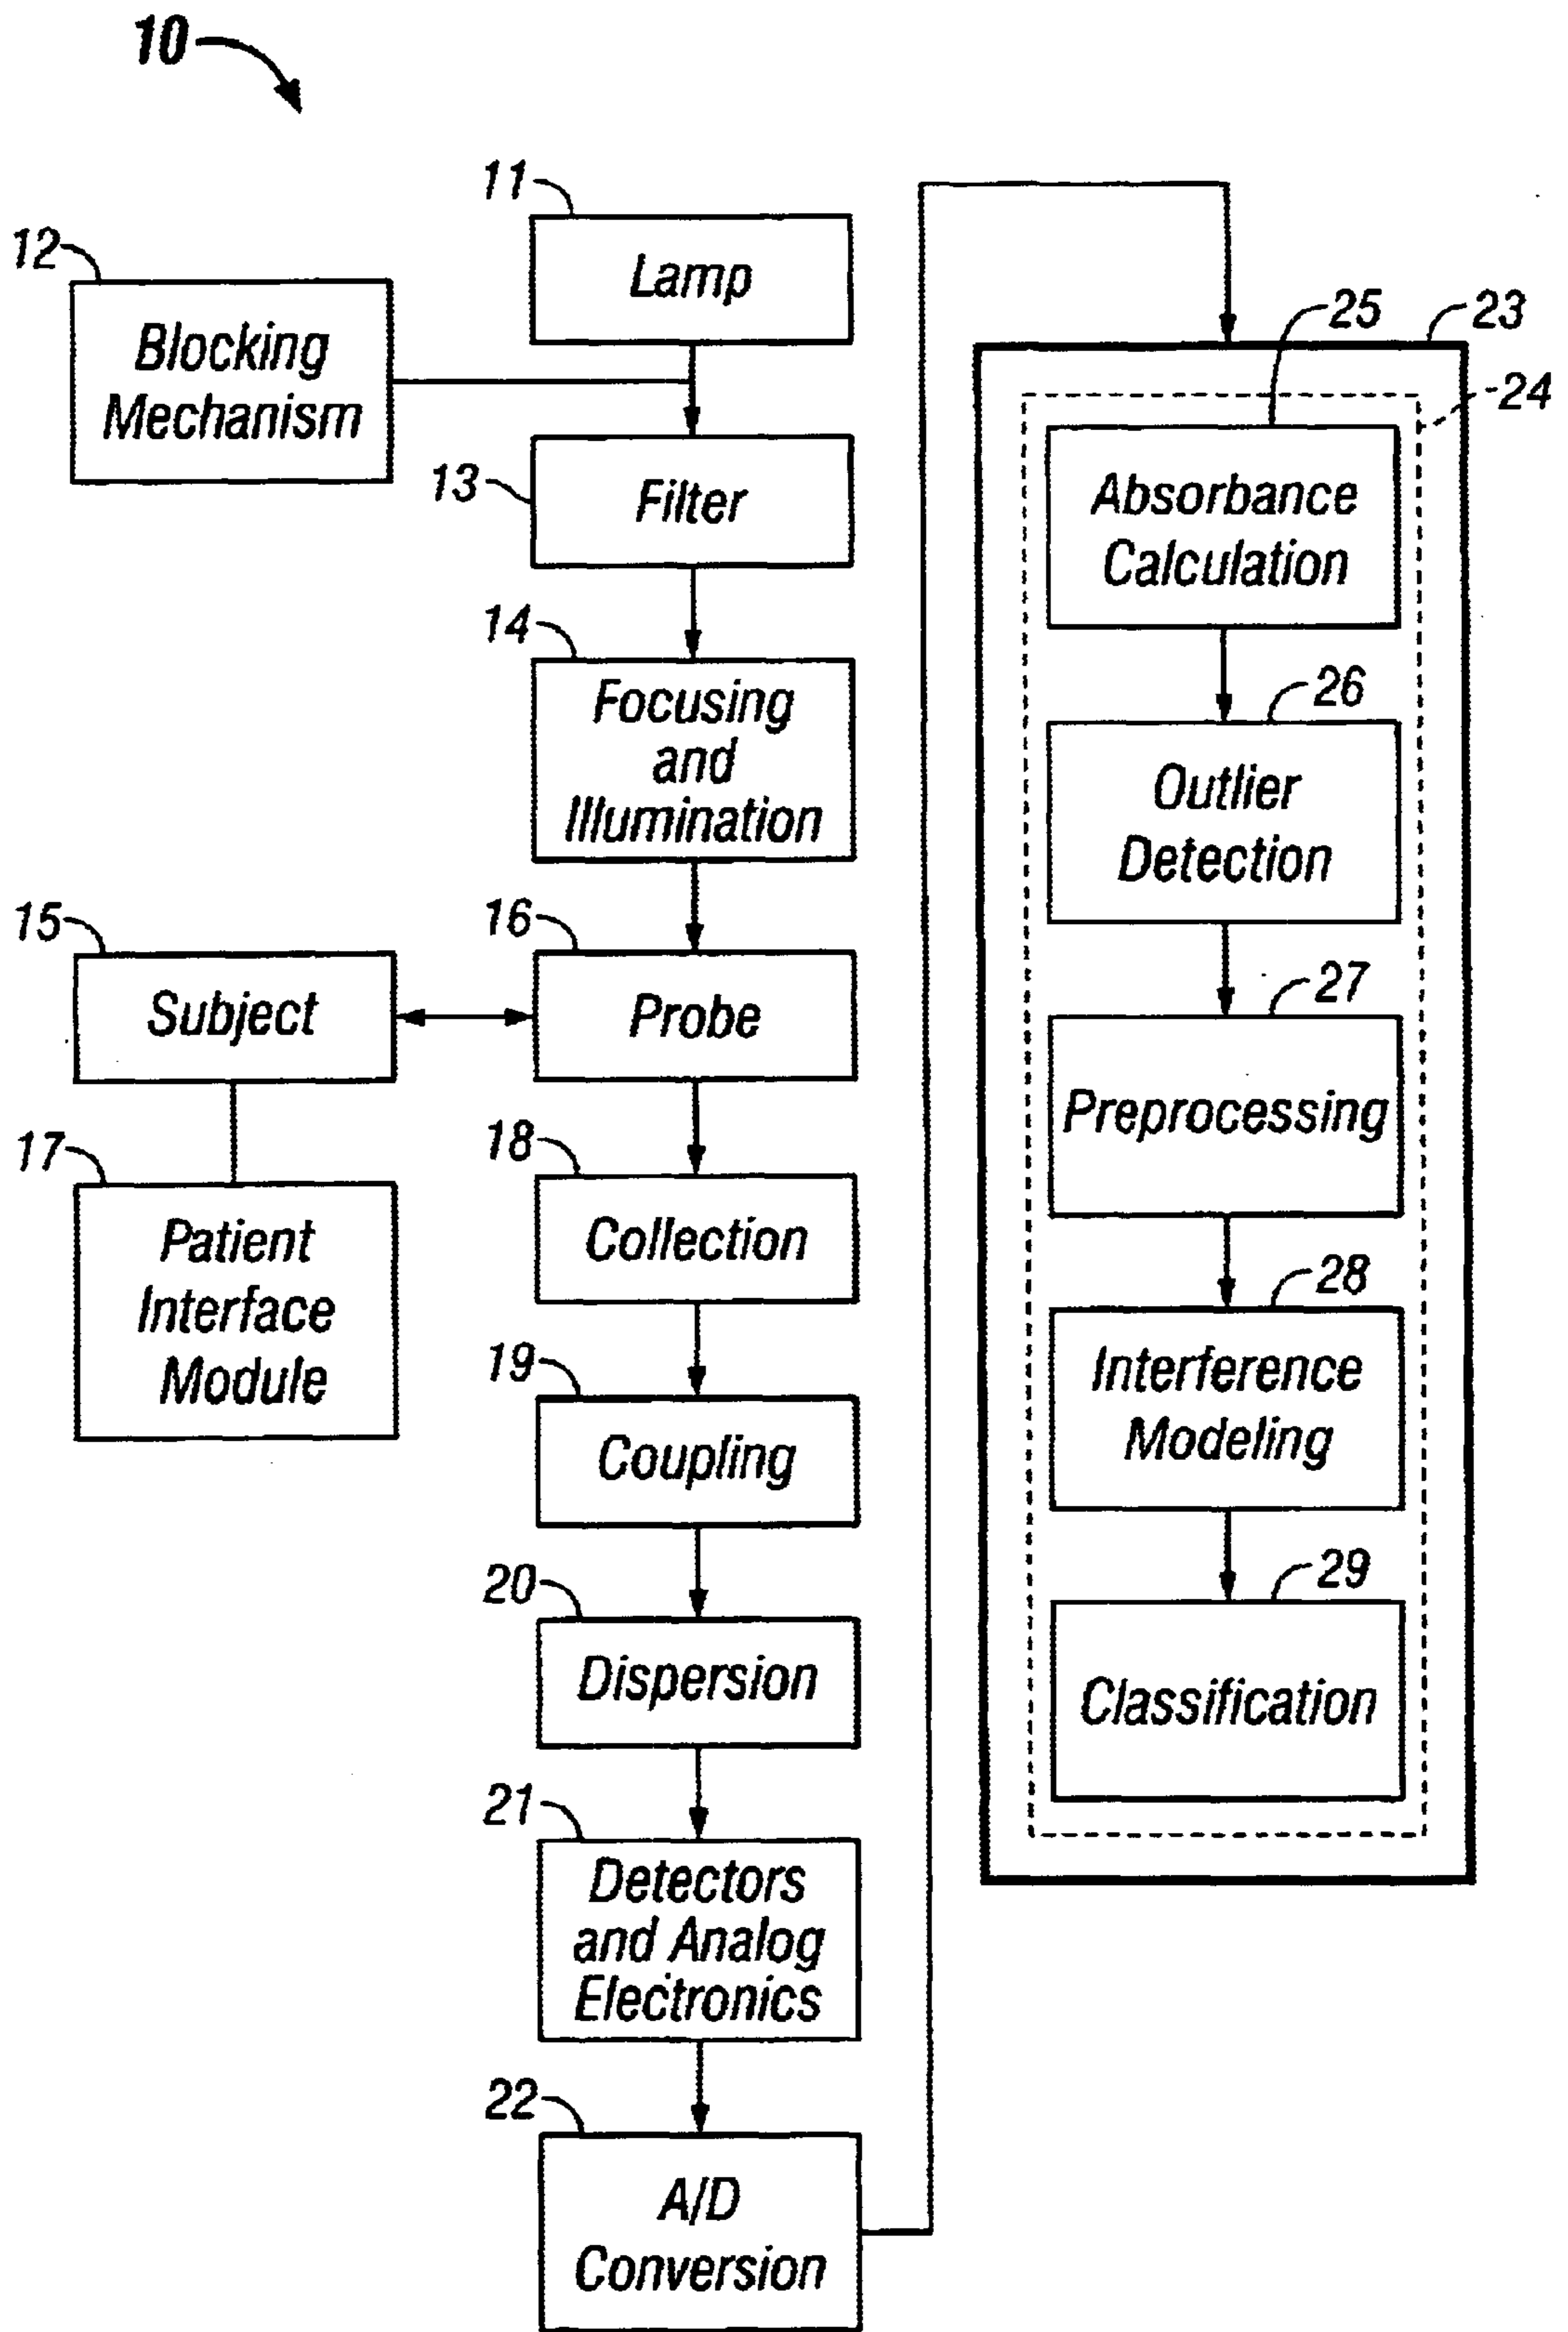 10
11
Lamp
12
Blocking
Mechanism
13
Filter
14
Focusing
and
Illumination
15
Subject
16
Probe
17
Patient
Interface
Module
18
Collection
19
Coupling
20
Dispersion
21
Detectors
and Analog
Electronics
22
A/D
Conversion
23
24
25
Absorbance
Calculation
26
Outlier
Detection
27
Preprocessing
28
Interference
Modeling
29
Classification